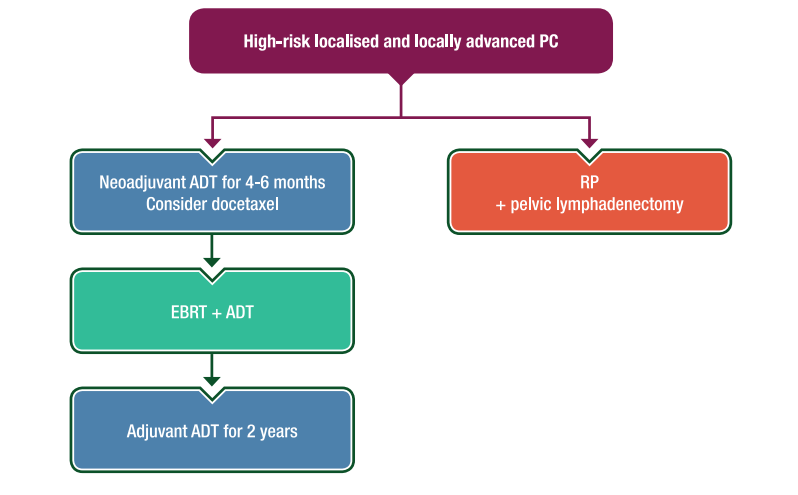 High-risk localised and locally advanced PC
Neoadjuvant ADT for 4-6 months
Consider docetaxel
RP
+ pelvic lymphadenectomy
EBRT + ADT
Adjuvant ADT for 2 years